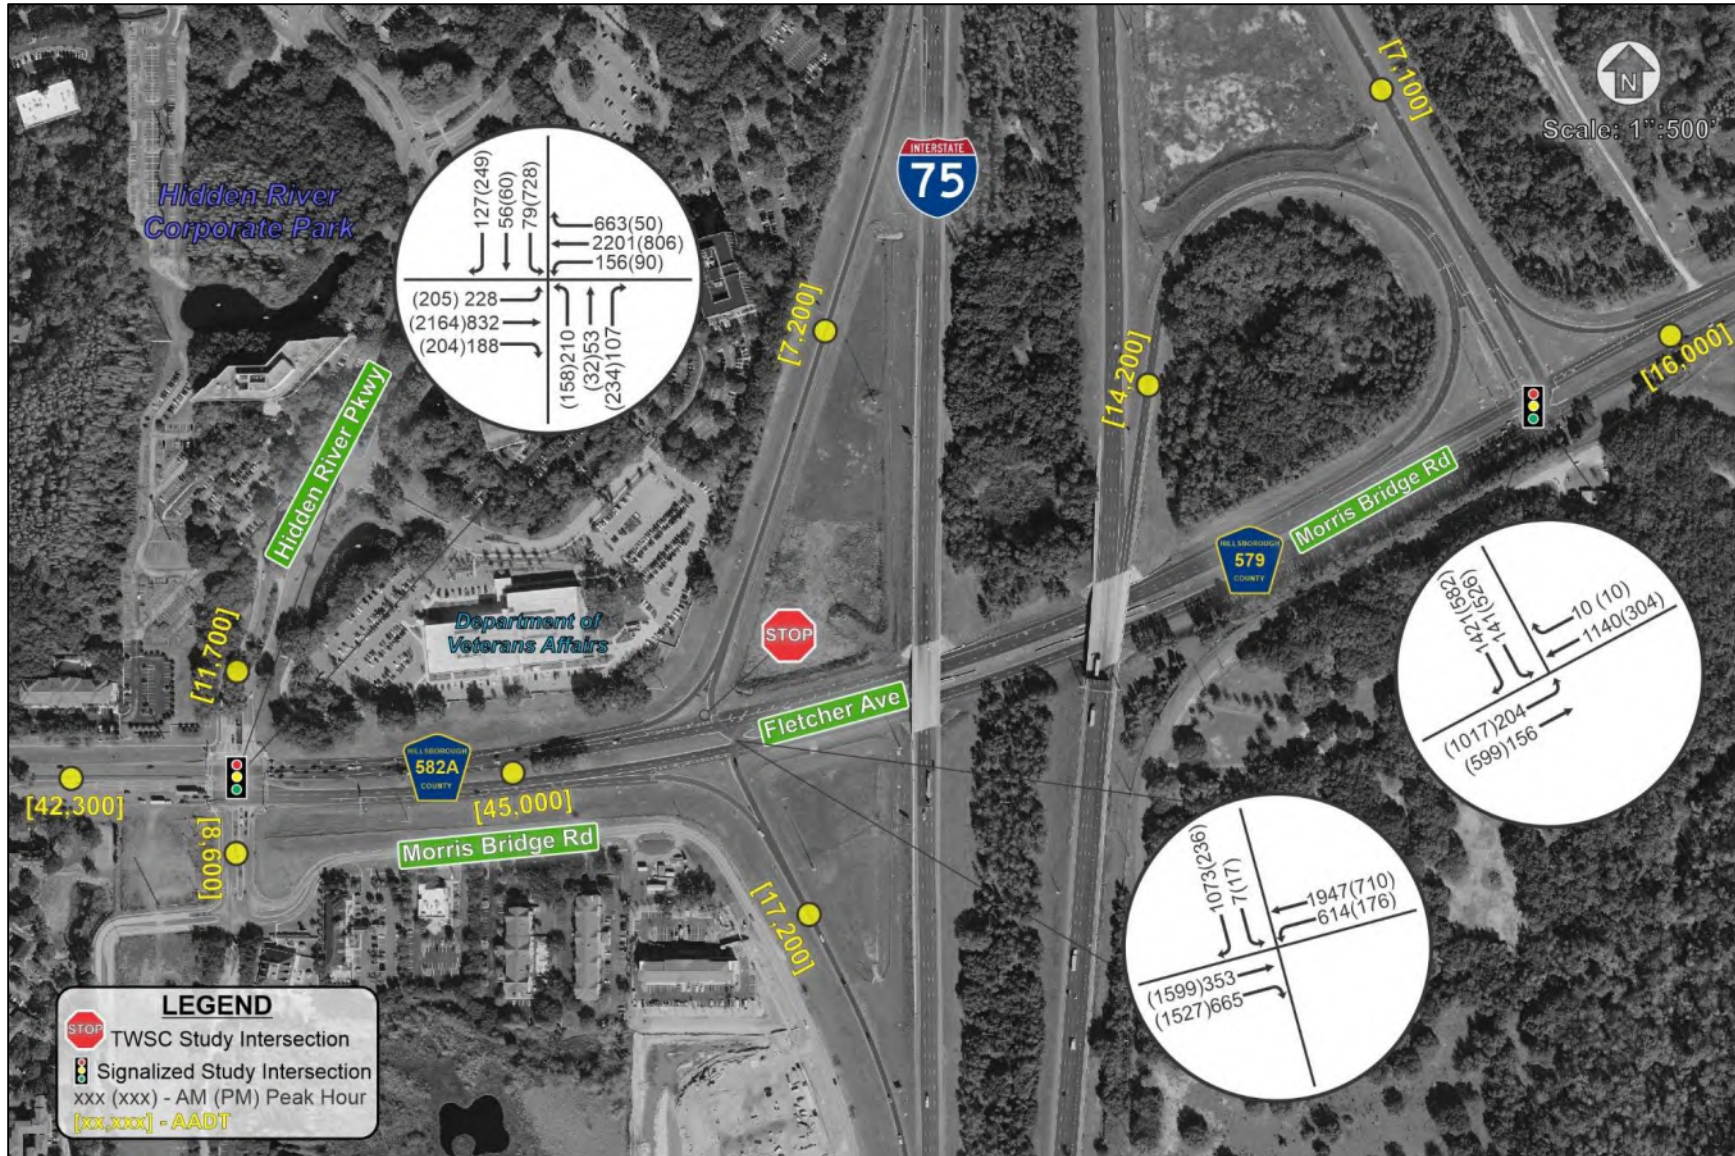 [7,100]
N
Scale: 1":500'
INTERSTATE
75
Hidden River
Corporate Park
127(249)
56(60)
79(728)
663(50)
2201(806)
156(90)
(205) 228
(2164)832
(204)188
(158)210
(32)53
(234)107
[7,200]
[14,200]
[16,000]
Hidden River Pkwy
Morris Bridge Rd
HILLSBOROUGH
579
COUNTY
1421(582)
141(526)
10 (10)
1140(304)
(1017)204
(599)156
Department of
Veterans Affairs
STOP
[11,700]
Fletcher Ave
HILLSBOROUGH
582A
COUNTY
[42,300]
[45,000]
[8,600]
Morris Bridge Rd
[17,200]
1073(236)
7(17)
1947(710)
614(176)
(1599)353
(1527)665
LEGEND
STOP TWSC Study Intersection
Signalized Study Intersection
xxx (xxx) - AM (PM) Peak Hour
[xx,xxx] - AADT